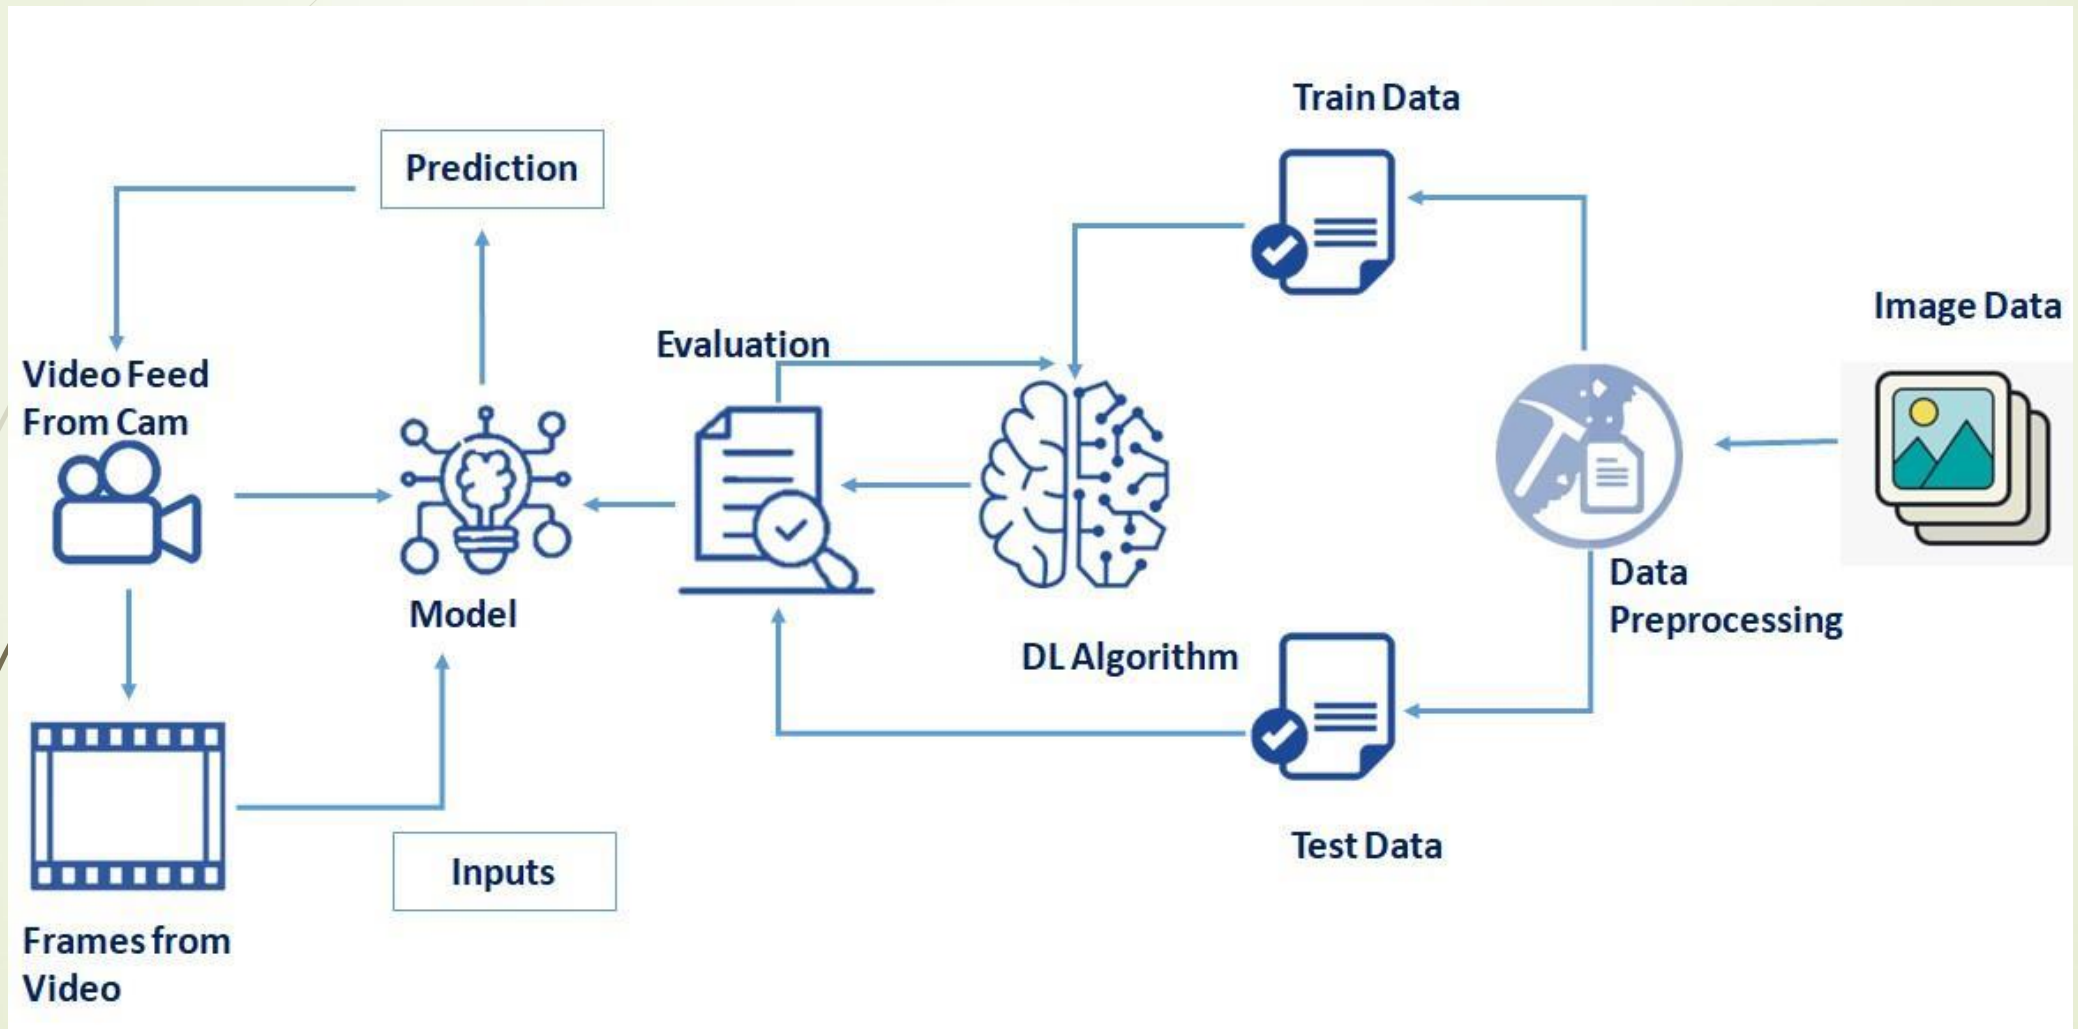 Train Data
Prediction
Image Data
Evaluation
Video Feed
From Cam
Data
Preprocessing
Model
DL Algorithm
Test Data
Inputs
Frames from
Video